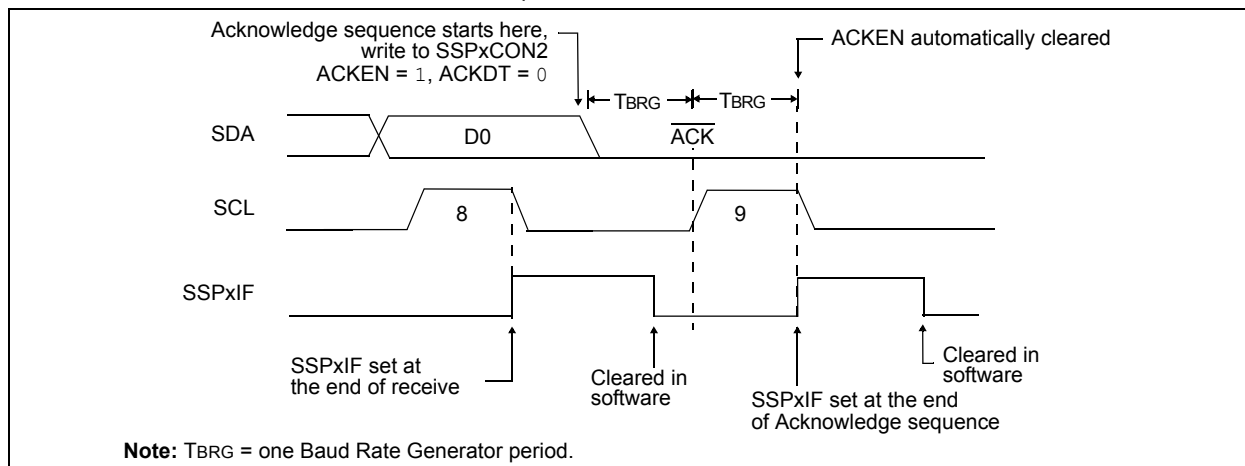 Acknowledge sequence starts here,
write to SSPxCON2
ACKEN = 1, ACKDT = 0
ACKEN automatically cleared
TBRG
TBRG
SDA
D0
ACK
SCL
8
9
SSPxIF
SSPxIF set at
the end of receive
Cleared in
software
SSPxIF set at the end
of Acknowledge sequence
Cleared in
software
Note: TBRG = one Baud Rate Generator period.